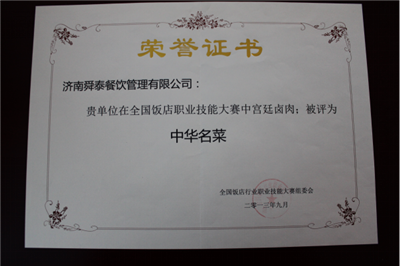 荣誉证书
济南舜泰餐饮管理有限公司：
贵单位在全国饭店职业技能大赛中宫廷卤肉；被评为
中华名菜
全国饭店行业职业技能大赛组委会
二零一三年九月